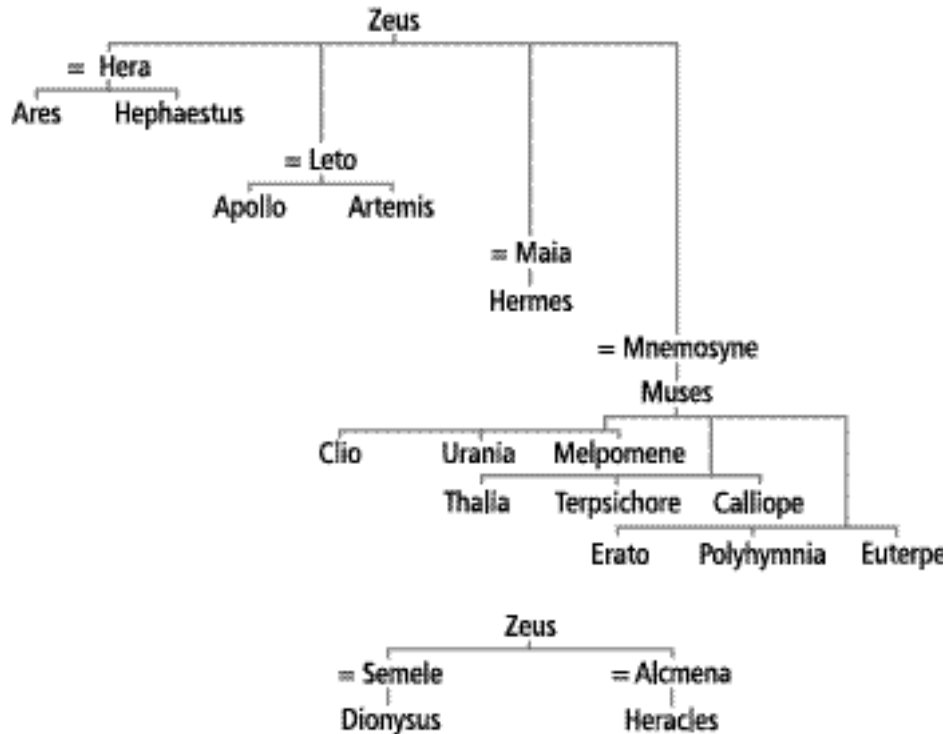 Zeus
= Hera
Ares Hephaestus
= Leto
Apollo Artemis
= Maia
Hermes
= Mnemosyne
Muses
Clio Urania Melpomene
Thalia Terpsichore Calliope
Erato Polyhymnia Euterpe
Zeus
= Semele = Alcmena
Dionysus Heracles